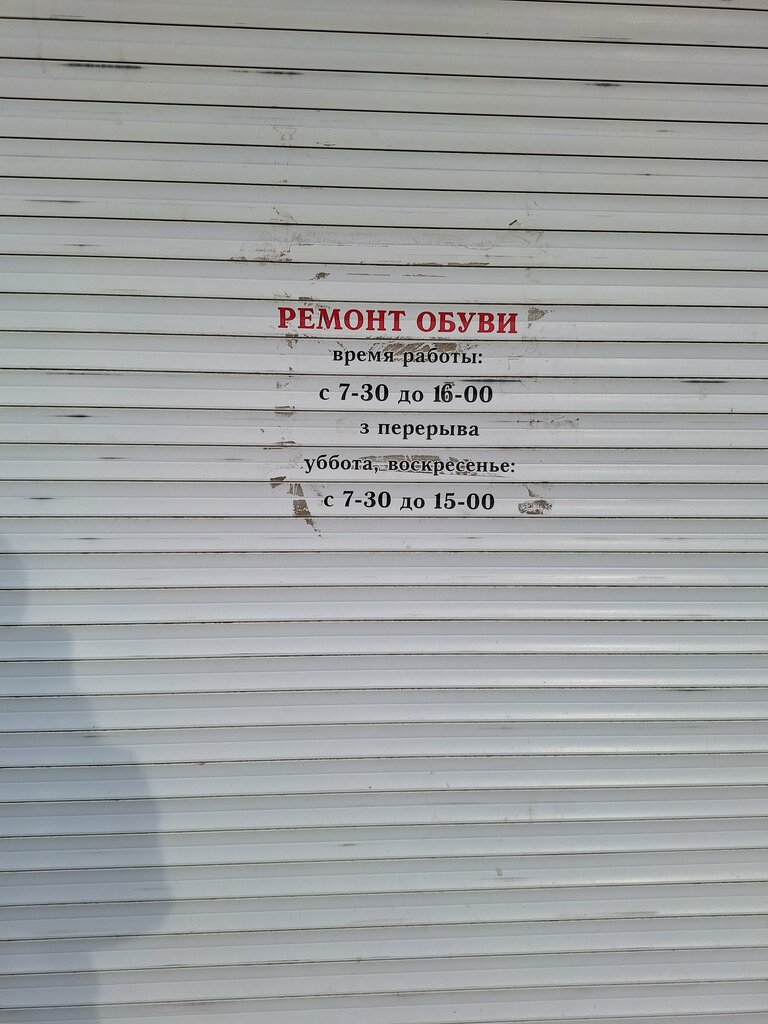 РЕМОНТ ОБУВИ
время работы:
с 7-30 до 16-00
з перерыва
уббота, воскресенье:
с 7-30 до 15-00